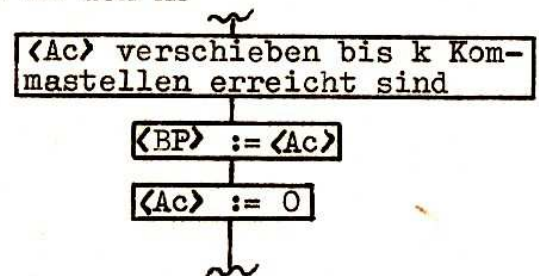 ⟨Ac⟩ verschieben bis k Kom-
mastellen erreicht sind
⟨BP⟩ := ⟨Ac⟩
⟨Ac⟩ := 0